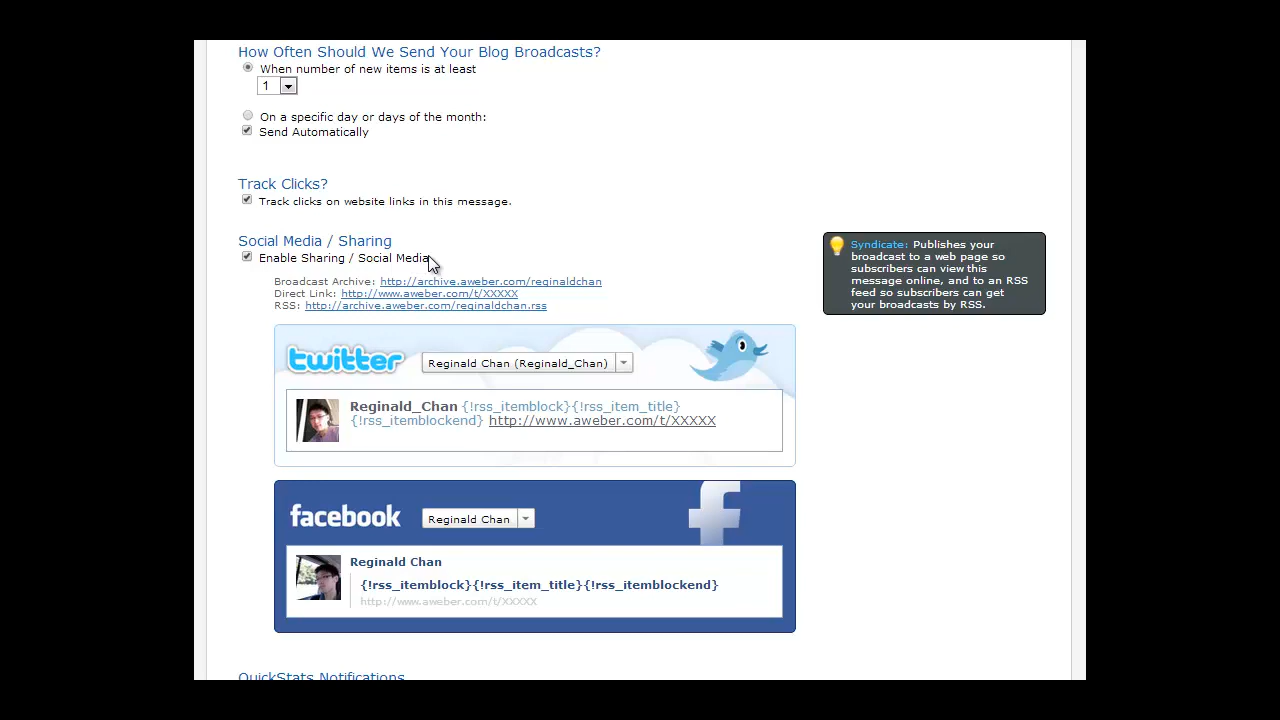 How Often Should We Send Your Blog Broadcasts?
When number of new items is at least
1
On a specific day or days of the month:
Send Automatically
Track Clicks?
Track clicks on website links in this message.
Social Media / Sharing
Enable Sharing / Social Media
Broadcast Archive: http://archive.aweber.com/reginaldchan
Direct Link: http://www.aweber.com/t/XXXXX
RSS: http://archive.aweber.com/reginaldchan.rss
Syndicate: Publishes your
broadcast to a web page so
subscribers can view this
message online, and to an RSS
feed so subscribers can get
your broadcasts by RSS.
twitter Reginald Chan (Reginald_Chan)
Reginald_Chan {!rss_itemblock}{!rss_item_title}
{!rss_itemblockend} http://www.aweber.com/t/XXXXX
facebook Reginald Chan f
Reginald Chan
{!rss_itemblock}{!rss_item_title}{!rss_itemblockend}
http://www.aweber.com/t/XXXXX
QuickStats Notifications